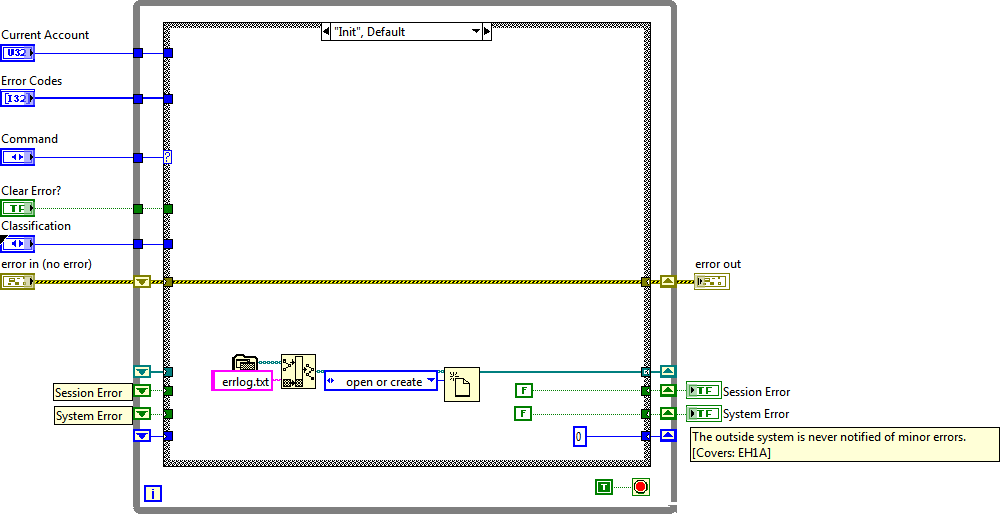 "Init", Default
Current Account
U32
Error Codes
[I32]
Command
?
Clear Error?
TF
Classification
error in (no error)
error out
errlog.txt
open or create
Session Error
F
TF
Session Error
System Error
F
TF
System Error
0
The outside system is never notified of minor errors.
[Covers: EH1A]
i
T